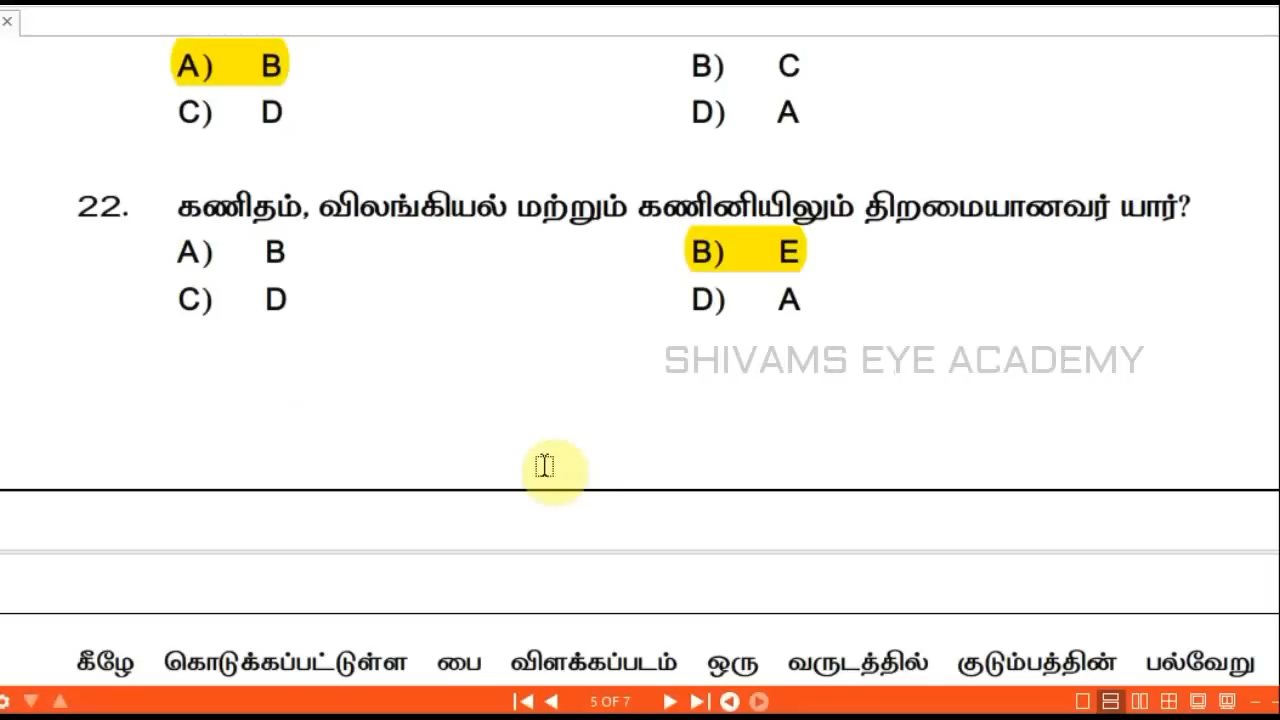 A) B B) C
C) D D) A
22. கணிதம், விலங்கியல் மற்றும் கணினியிலும் திறமையானவர் யார்?
A) B B) E
C) D D) A
SHIVAMS EYE ACADEMY
கீழே கொடுக்கப்பட்டுள்ள பை விளக்கப்படம் ஒரு வருடத்தில் குடும்பத்தின் பல்வேறு
5 OF 7